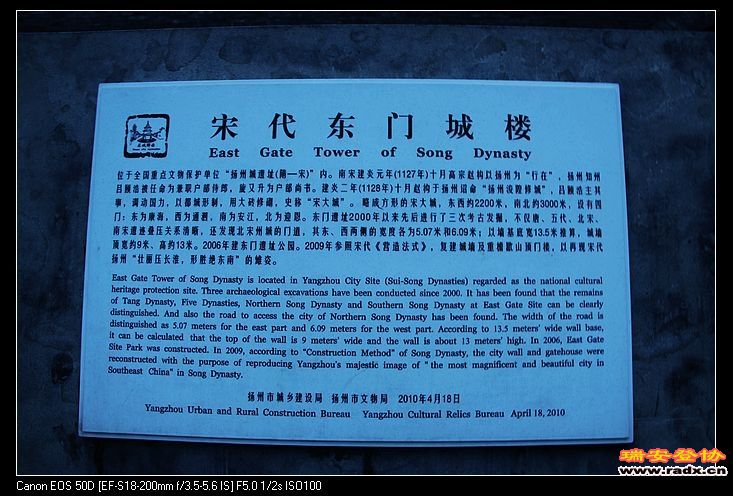 宋代东门城楼
East Gate Tower of Song Dynasty
位于全国重点文物保护单位“扬州城遗址(隋—宋)”内。南宋建炎元年(1127年)十月高宗赵构以扬州为“行在”，扬州知州
吕颐浩被任命为兼职户部侍郎，旋又升为户部尚书。建炎二年(1128年)十月赵构于扬州诏命“扬州浚隍修城”，吕颐浩主其
事，调动国力，以都城形制，用大砖修砌，史称“宋大城”。略成方形的宋大城，东西约2200米，南北约3000米，设有四
门：东为康海，西为通泗，南为安江，北为迎恩。东门遗址2000年以来先后进行了三次考古发掘，不仅唐、五代、北宋、
南宋遗迹叠压关系清晰，还发现北宋州城的门道，其东、西两侧的宽度各为5.07米和6.09米；以墙基底宽13.5米推算，城墙
顶宽约9米、高约13米。2006年建东门遗址公园。2009年参照宋代《营造法式》，复建城墙及重檐歇山顶门楼，以再现宋代
扬州“壮丽压长淮，形胜绝东南”的雄姿。
East Gate Tower of Song Dynasty is located in Yangzhou City Site (Sui-Song Dynasties) regarded as the national cultural
heritage protection site. Three archaeological excavations have been conducted since 2000. It has been found that the remains
of Tang Dynasty, Five Dynasties, Northern Song Dynasty and Southern Song Dynasty at East Gate Site can be clearly
distinguished. And also the road to access the city of Northern Song Dynasty has been found. The width of the road is
distinguished as 5.07 meters for the east part and 6.09 meters for the west part. According to 13.5 meters' wide wall base,
it can be calculated that the top of the wall is 9 meters' wide and the wall is about 13 meters' high. In 2006, East Gate
Site Park was constructed. In 2009, according to "Construction Method" of Song Dynasty, the city wall and gatehouse were
reconstructed with the purpose of reproducing Yangzhou's majestic image of "the most magnificent and beautiful city in
Southeast China" in Song Dynasty.
扬州市城乡建设局 扬州市文物局 2010年4月18日
Yangzhou Urban and Rural Construction Bureau Yangzhou Cultural Relics Bureau April 18, 2010
瑞安登协
www.radx.cn
Canon EOS 50D [EF-S18-200mm f/3.5-5.6 IS] F5.0 1/2s ISO100